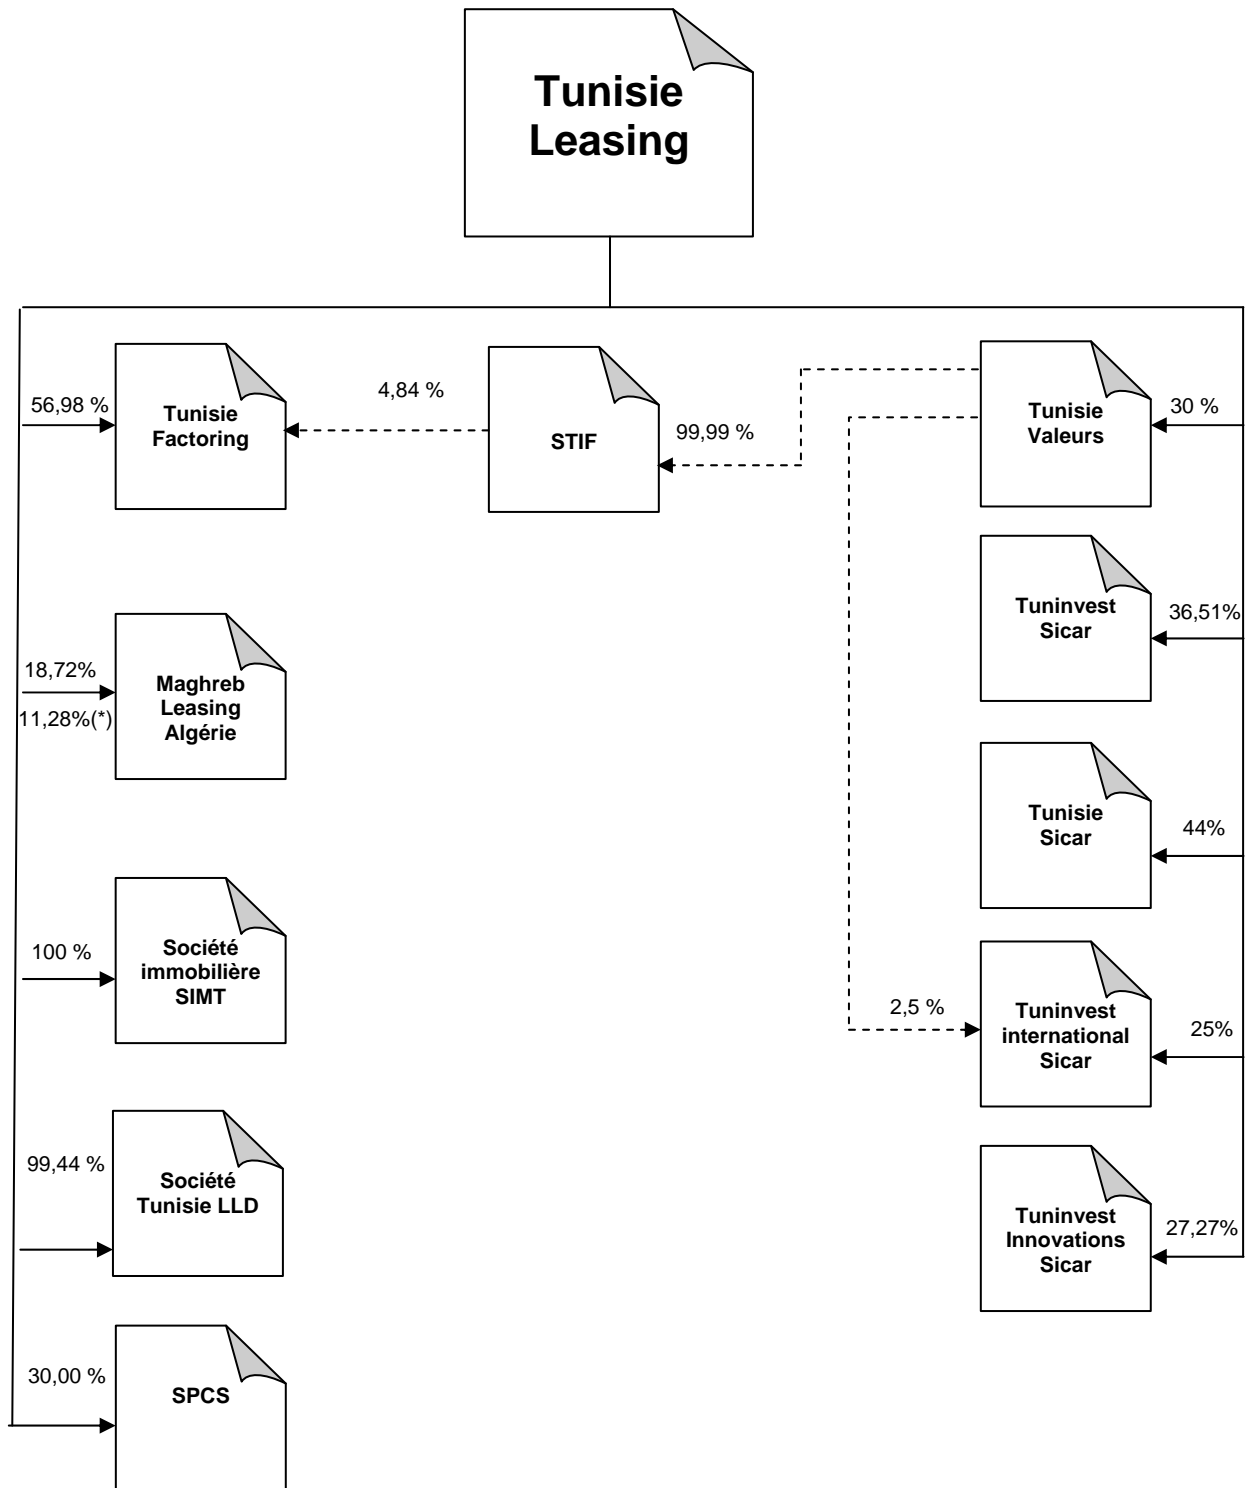 Tunisie
Leasing
56,98 %
Tunisie
Factoring
4,84 %
STIF
99,99 %
Tunisie
Valeurs
30 %
Tuninvest
Sicar
36,51%
18,72%
11,28%(*)
Maghreb
Leasing
Algérie
Tunisie
Sicar
44%
100 %
Société
immobilière
SIMT
2,5 %
Tuninvest
international
Sicar
25%
99,44 %
Société
Tunisie LLD
Tuninvest
Innovations
Sicar
27,27%
30,00 %
SPCS